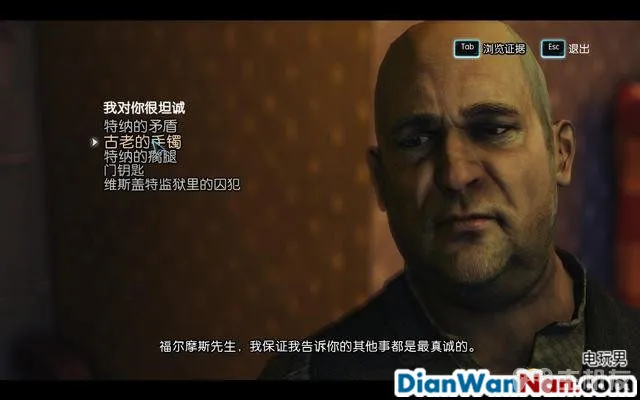 Tab 浏览证据 Esc 退出
我对你很坦诚
特纳的矛盾
古老的手镯
特纳的瘸腿
门钥匙
维斯盖特监狱里的囚犯
福尔摩斯先生，我保证我告诉你的其他事都是最真诚的。
电玩男
DianWanNan.com